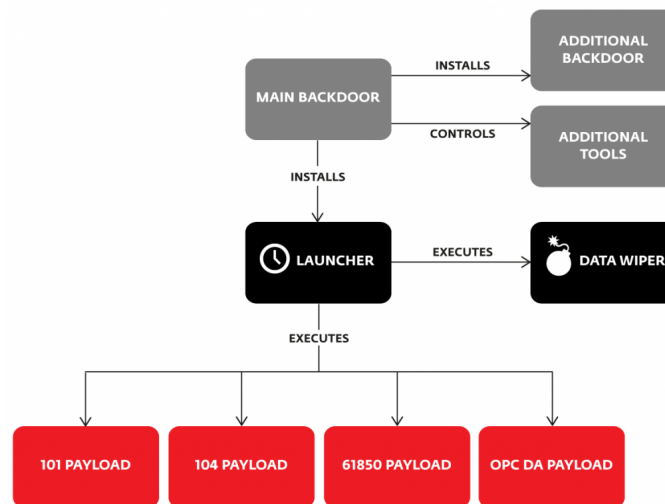 ADDITIONAL
BACKDOOR
INSTALLS
MAIN BACKDOOR
CONTROLS
ADDITIONAL
TOOLS
INSTALLS
LAUNCHER
EXECUTES
DATA WIPER
EXECUTES
101 PAYLOAD
104 PAYLOAD
61850 PAYLOAD
OPC DA PAYLOAD